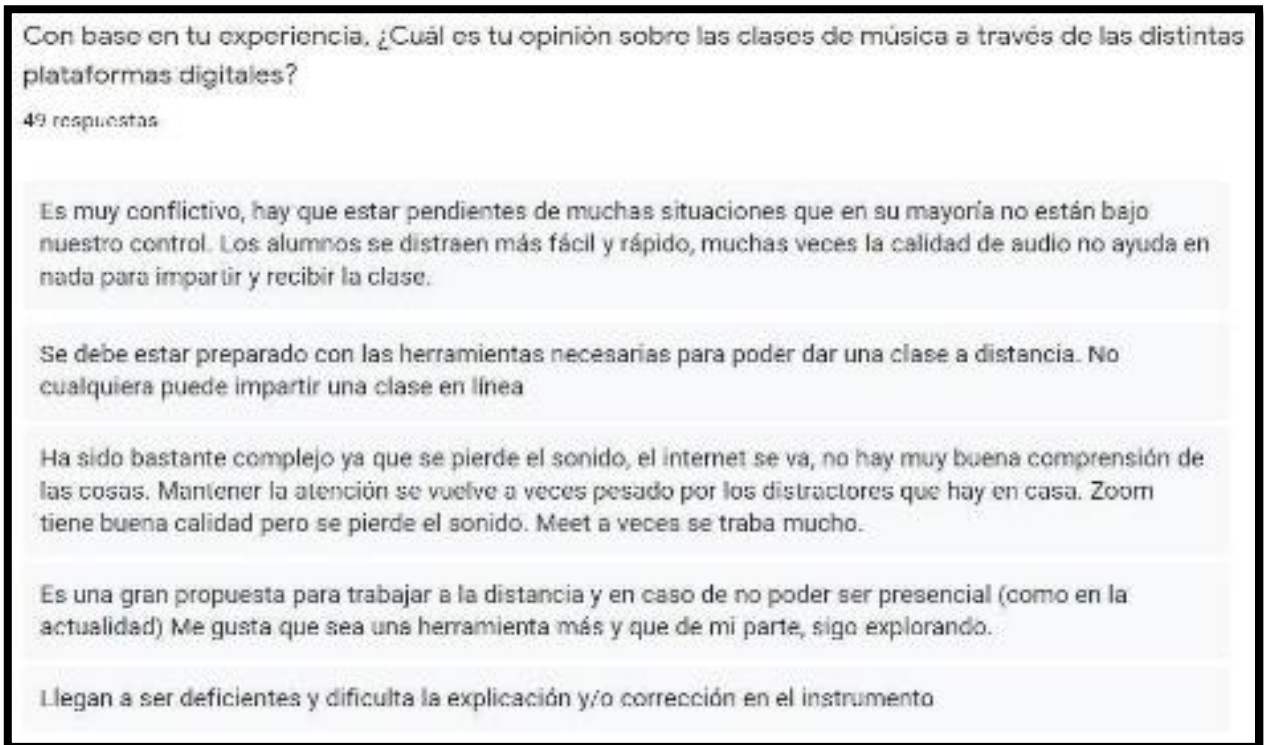 Con base en tu experiencia, ¿Cuál es tu opinión sobre las clases de música a través de las distintas
plataformas digitales?
49 respuestas
Es muy conflictivo, hay que estar pendientes de muchas situaciones que en su mayoría no están bajo
nuestro control. Los alumnos se distraen más fácil y rápido, muchas veces la calidad de audio no ayuda en
nada para impartir y recibir la clase.
Se debe estar preparado con las herramientas necesarias para poder dar una clase a distancia. No
cualquiera puede impartir una clase en línea
Ha sido bastante complejo ya que se pierde el sonido, el internet se va, no hay muy buena comprensión de
las cosas. Mantener la atención se vuelve a veces pesado por los distractores que hay en casa. Zoom
tiene buena calidad pero se pierde el sonido. Meet a veces se traba mucho.
Es una gran propuesta para trabajar a la distancia y en caso de no poder ser presencial (como en la
actualidad) Me gusta que sea una herramienta más y que de mi parte, sigo explorando.
Llegan a ser deficientes y dificulta la explicación y/o corrección en el instrumento